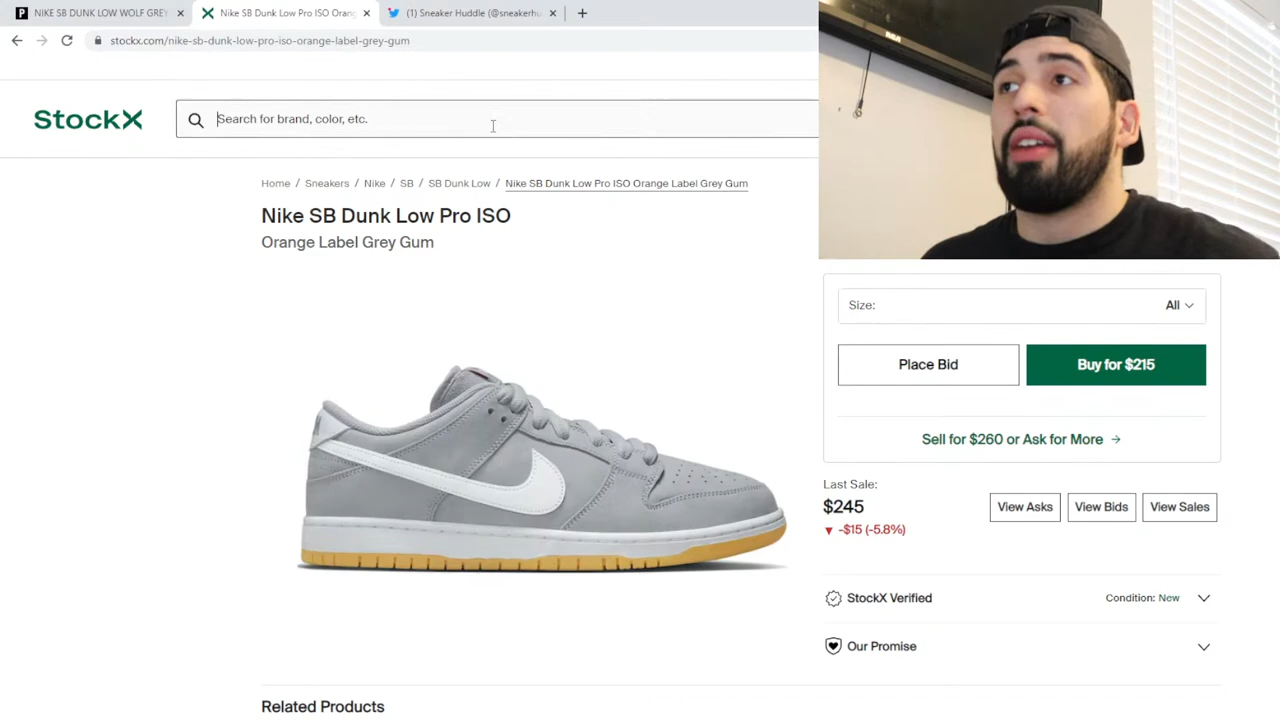 NIKE SB DUNK LOW WOLF GREY
Nike SB Dunk Low Pro ISO Orang
(1) Sneaker Huddle (@sneakerhu
stockx.com/nike-sb-dunk-low-pro-iso-orange-label-grey-gum
RCA
StockX
Search for brand, color, etc.
Home / Sneakers / Nike / SB / SB Dunk Low / Nike SB Dunk Low Pro ISO Orange Label Grey Gum
Nike SB Dunk Low Pro ISO
Orange Label Grey Gum
Size: All
Place Bid
Buy for $215
Sell for $260 or Ask for More →
Last Sale:
$245
▼ -$15 (-5.8%)
View Asks
View Bids
View Sales
StockX Verified
Condition: New
Our Promise
Related Products